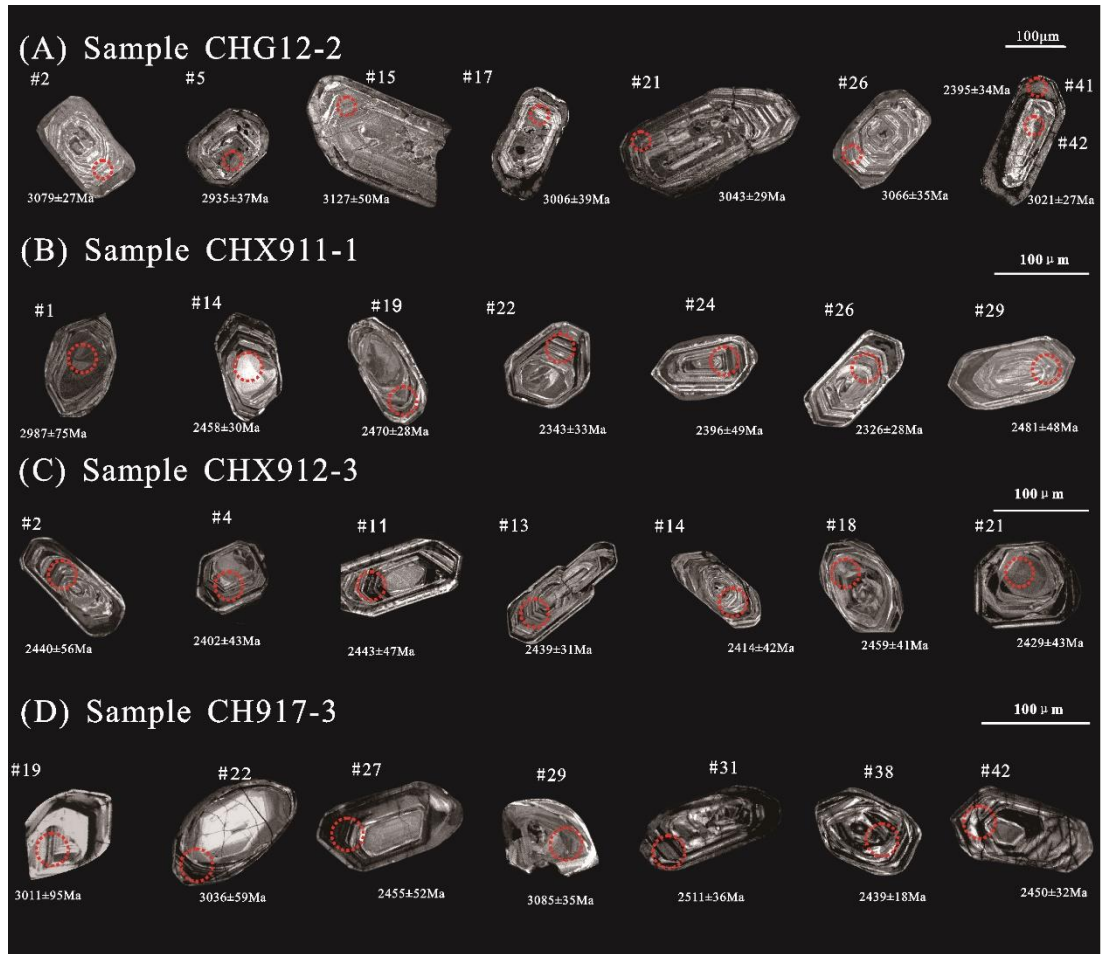 (A) Sample CHG12-2
100μm
#2
#5
#15
#17
#21
#26
2395±34Ma
#41
#42
3079±27Ma
2935±37Ma
3127±50Ma
3006±39Ma
3043±29Ma
3066±35Ma
3021±27Ma
(B) Sample CHX911-1
100 μm
#1
#14
#19
#22
#24
#26
#29
2987±75Ma
2458±30Ma
2470±28Ma
2343±33Ma
2396±49Ma
2326±28Ma
2481±48Ma
(C) Sample CHX912-3
100 μm
#2
#4
#11
#13
#14
#18
#21
2440±56Ma
2402±43Ma
2443±47Ma
2439±31Ma
2414±42Ma
2459±41Ma
2429±43Ma
(D) Sample CH917-3
100 μm
#19
#22
#27
#29
#31
#38
#42
3011±95Ma
3036±59Ma
2455±52Ma
3085±35Ma
2511±36Ma
2439±18Ma
2450±32Ma